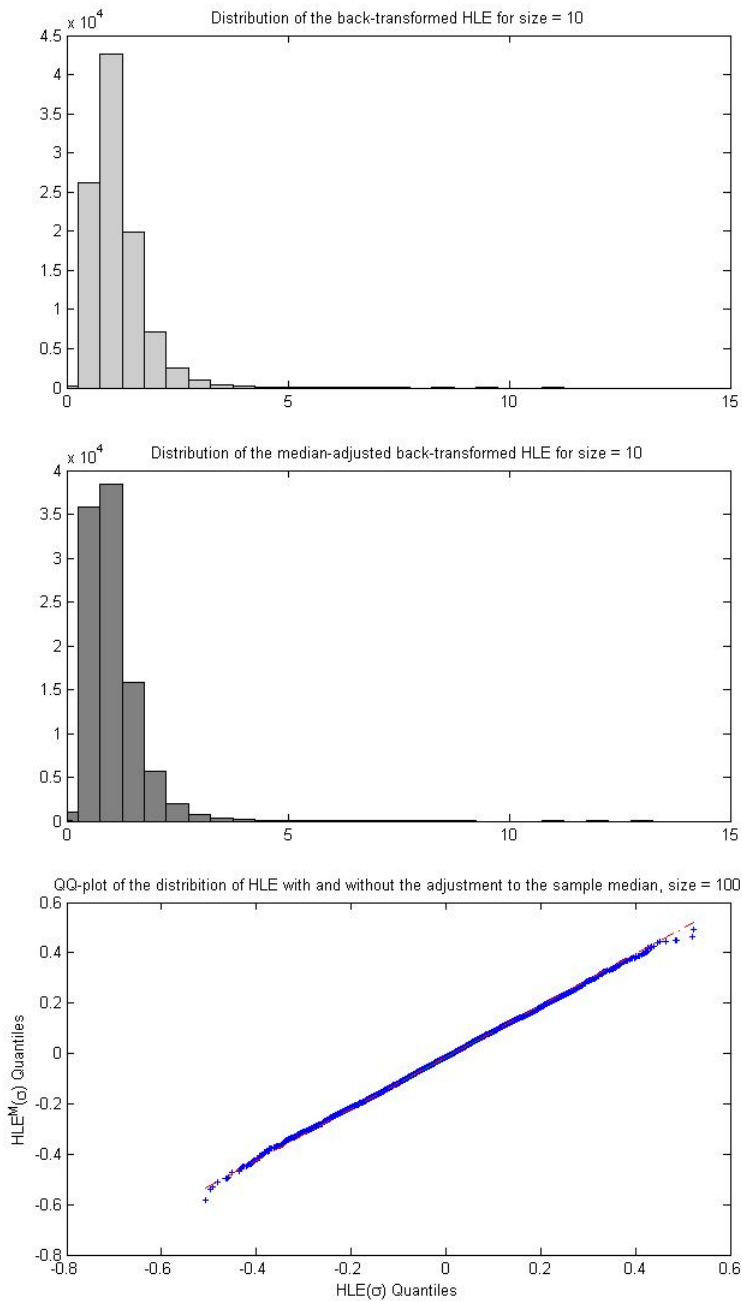 Distribution of the back-transformed HLE for size = 10
x 10^4
4.5
4
3.5
3
2.5
2
1.5
1
0.5
0
0 5 10 15
Distribution of the median-adjusted back-transformed HLE for size = 10
x 10^4
4
3.5
3
2.5
2
1.5
1
0.5
0
0 5 10 15
QQ-plot of the distribition of HLE with and without the adjustment to the sample median, size = 100
0.6
0.4
0.2
0
-0.2
-0.4
-0.6
-0.8
HLE^M(σ) Quantiles
-0.8 -0.6 -0.4 -0.2 0 0.2 0.4 0.6
HLE(σ) Quantiles